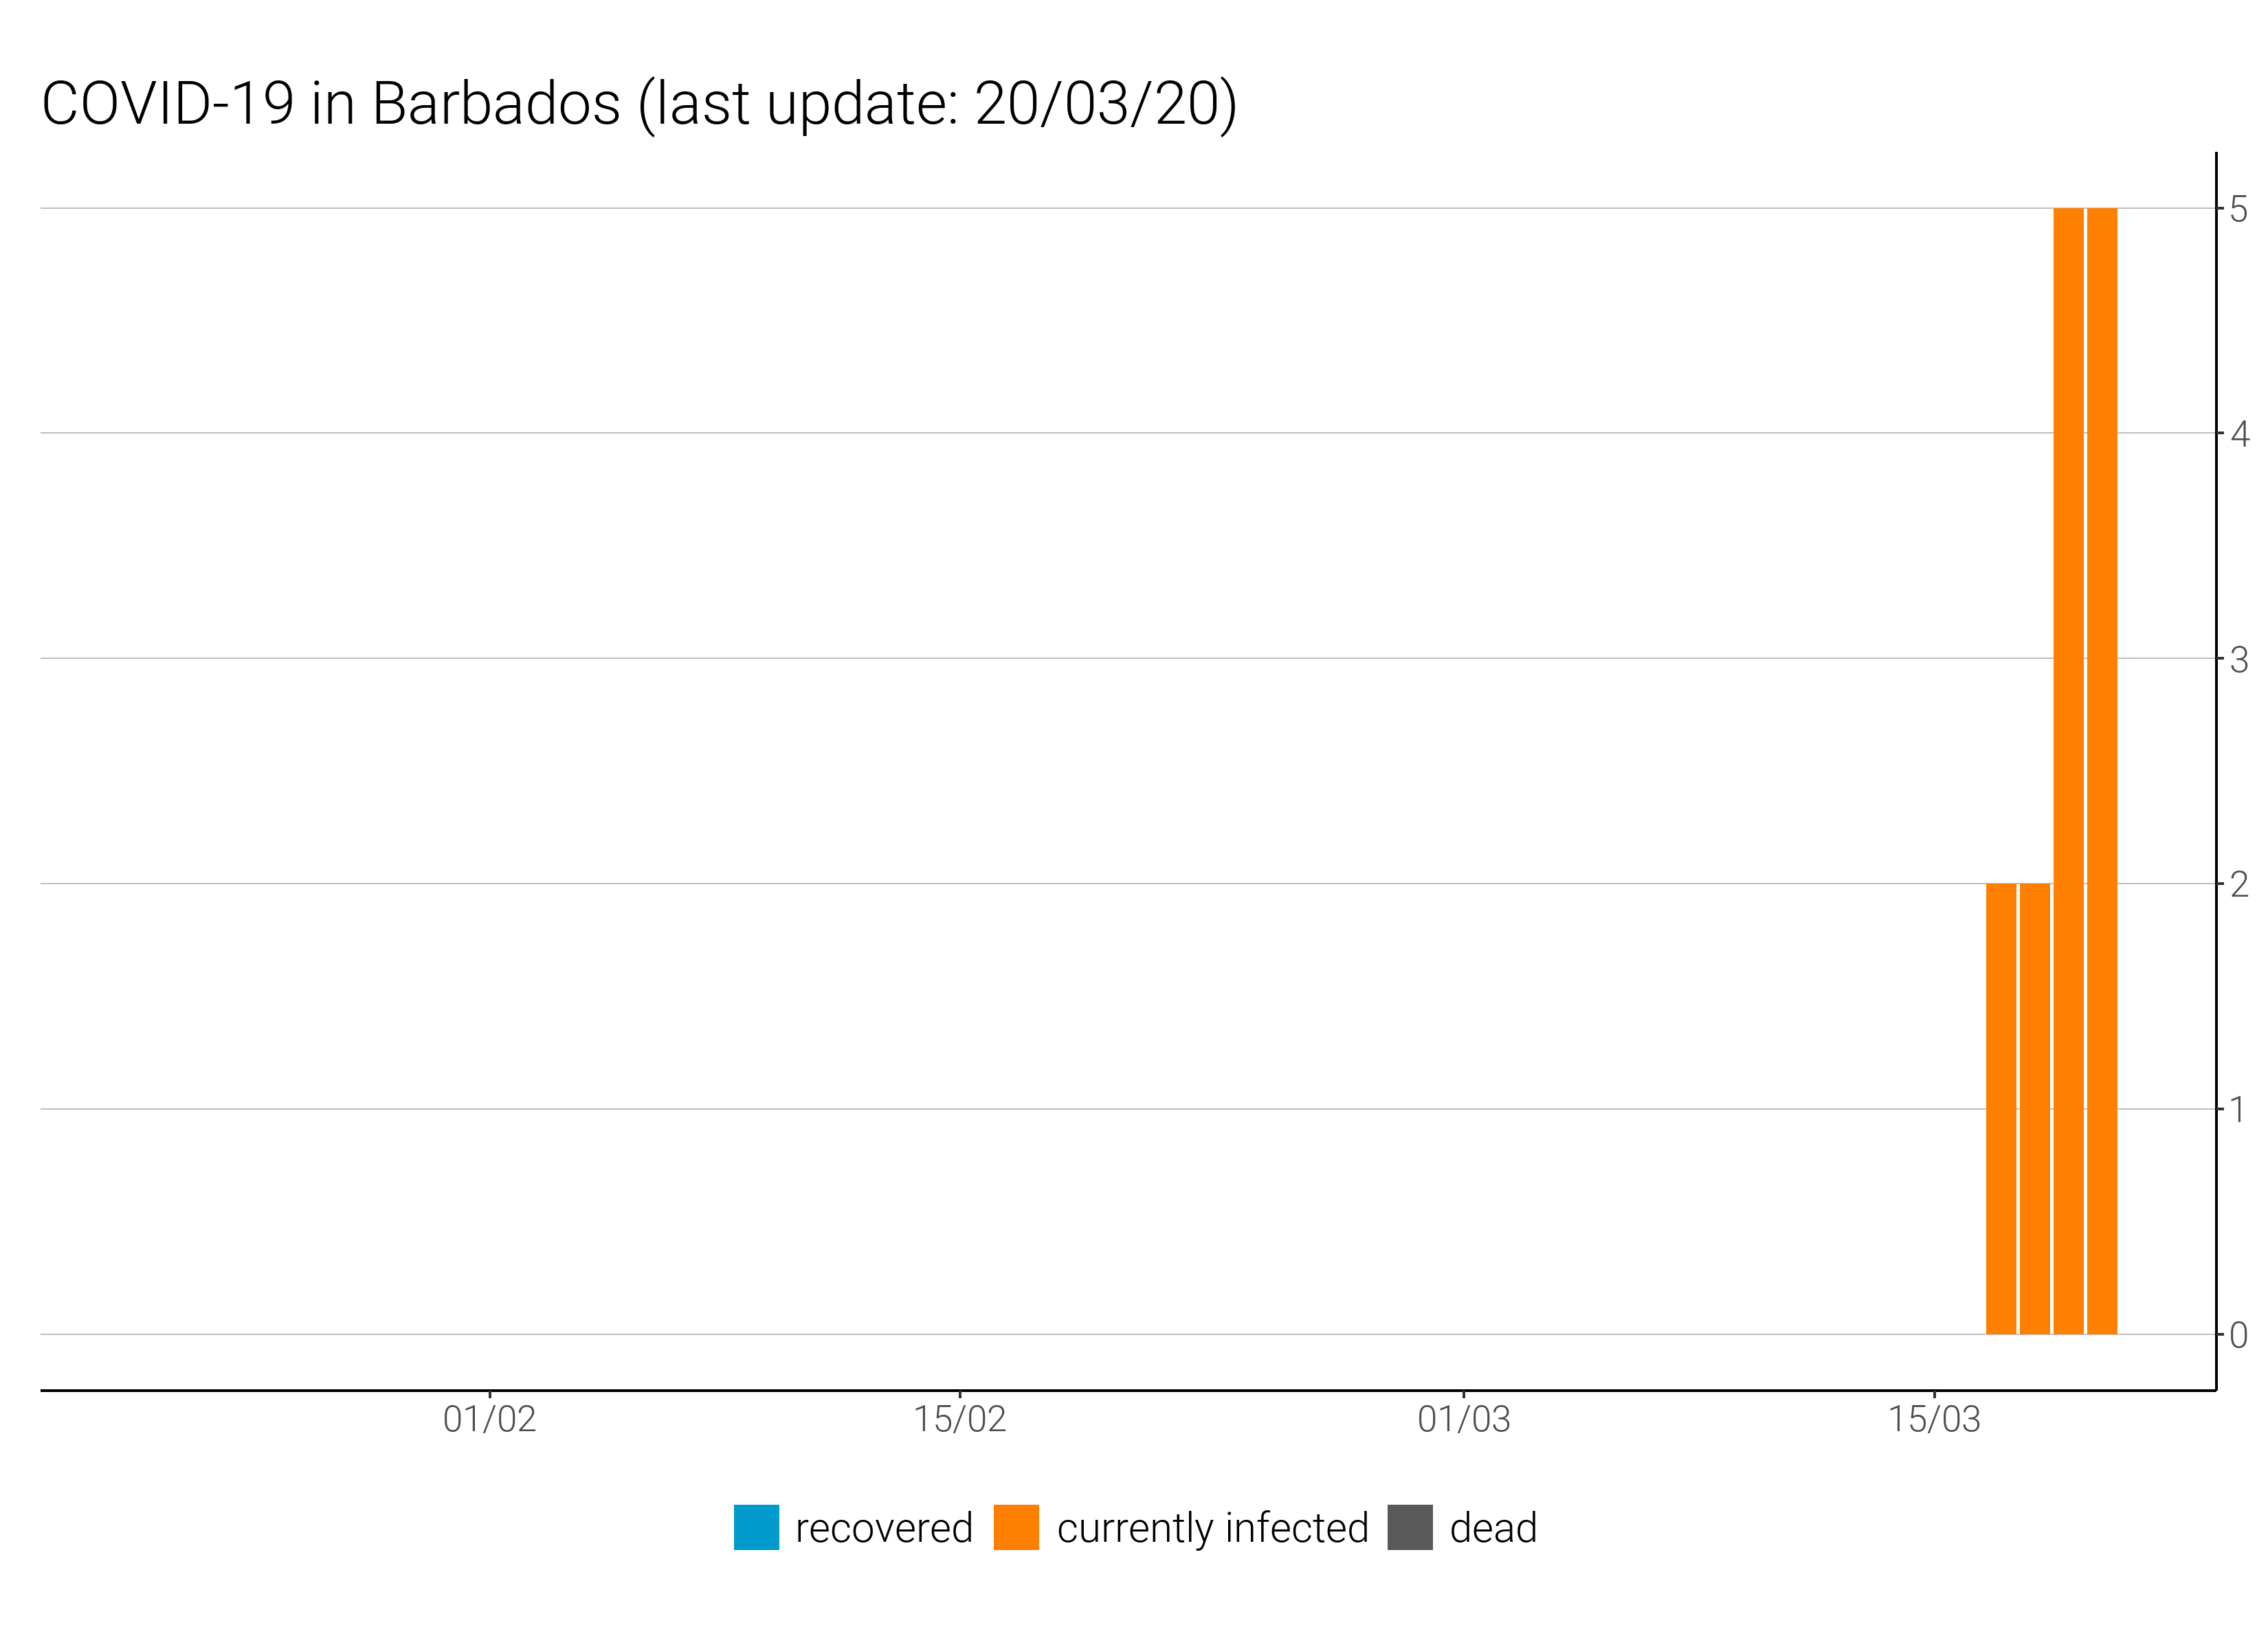 COVID-19 in Barbados (last update: 20/03/20)
5
4
3
2
1
0
01/02 15/02 01/03 15/03
recovered currently infected dead